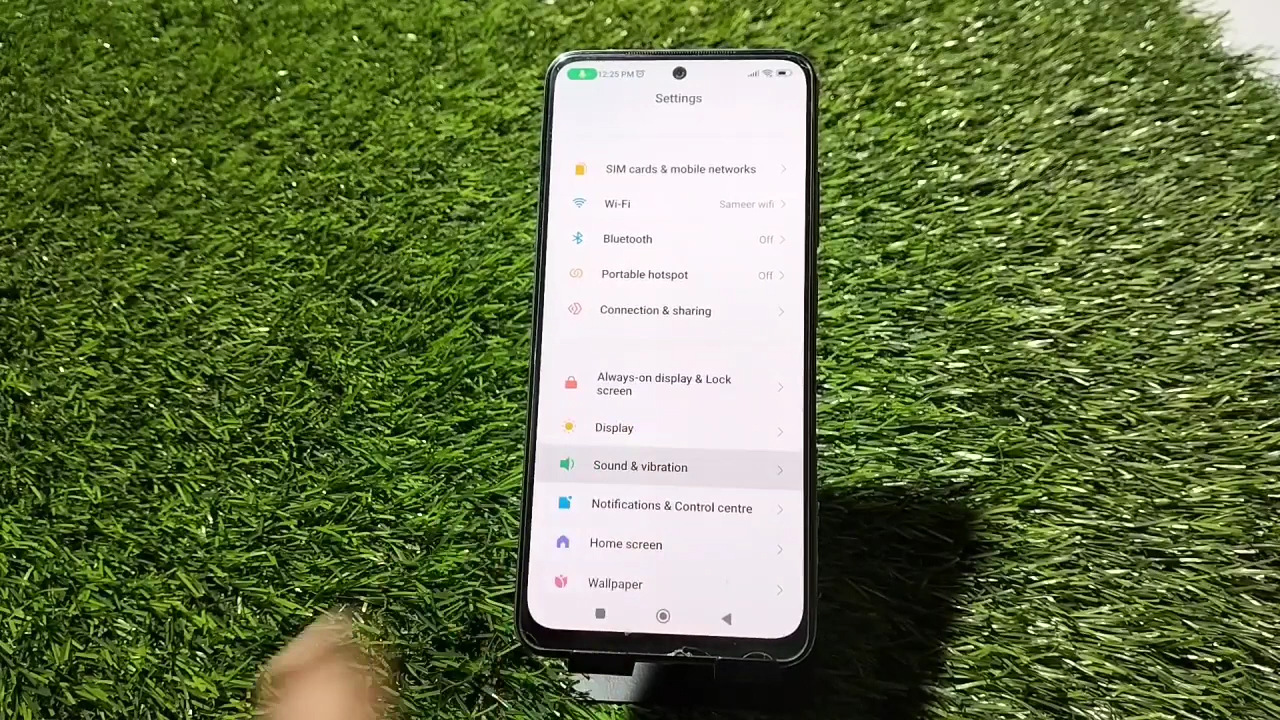 12:25 PM
Settings
SIM cards & mobile networks
Wi-Fi Sameer wifi
Bluetooth Off
Portable hotspot Off
Connection & sharing
Always-on display & Lock
screen
Display
Sound & vibration
Notifications & Control centre
Home screen
Wallpaper